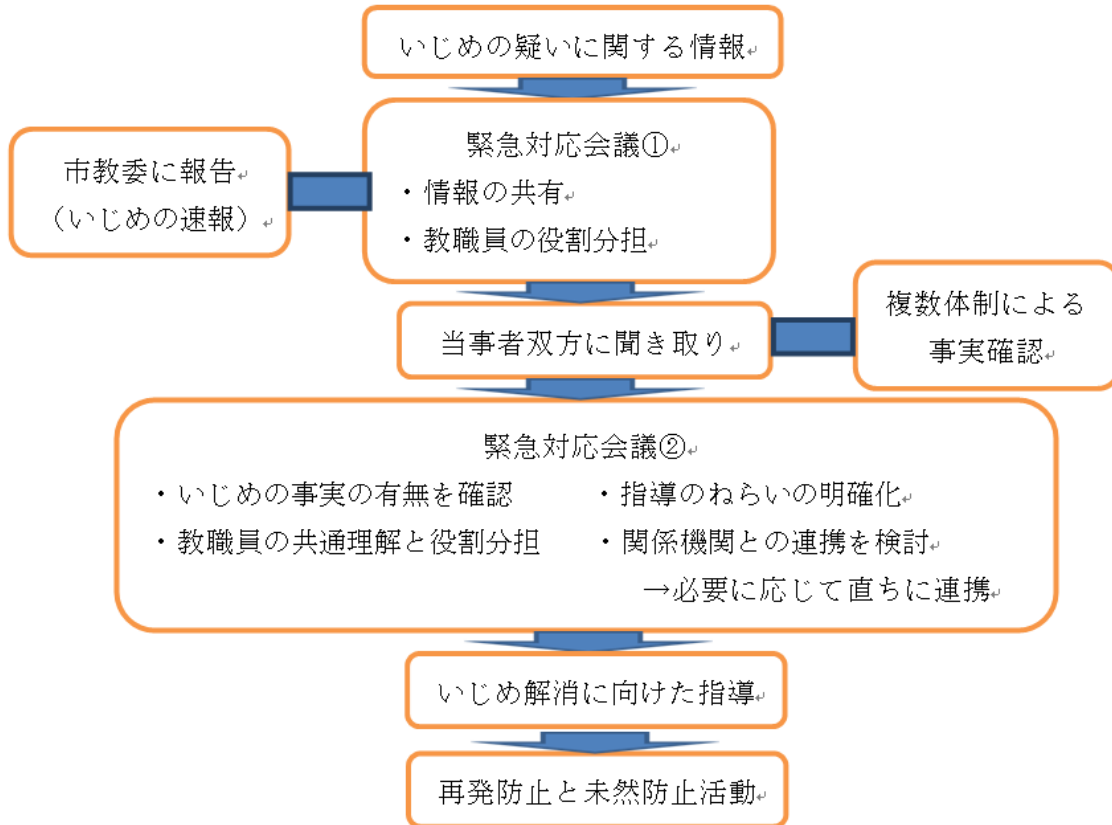 いじめの疑いに関する情報
緊急対応会議①
・情報の共有
・教職員の役割分担
市教委に報告
（いじめの速報）
当事者双方に聞き取り
複数体制による
事実確認
緊急対応会議②
・いじめの事実の有無を確認　・指導のねらいの明確化
・教職員の共通理解と役割分担　・関係機関との連携を検討
→必要に応じて直ちに連携
いじめ解消に向けた指導
再発防止と未然防止活動